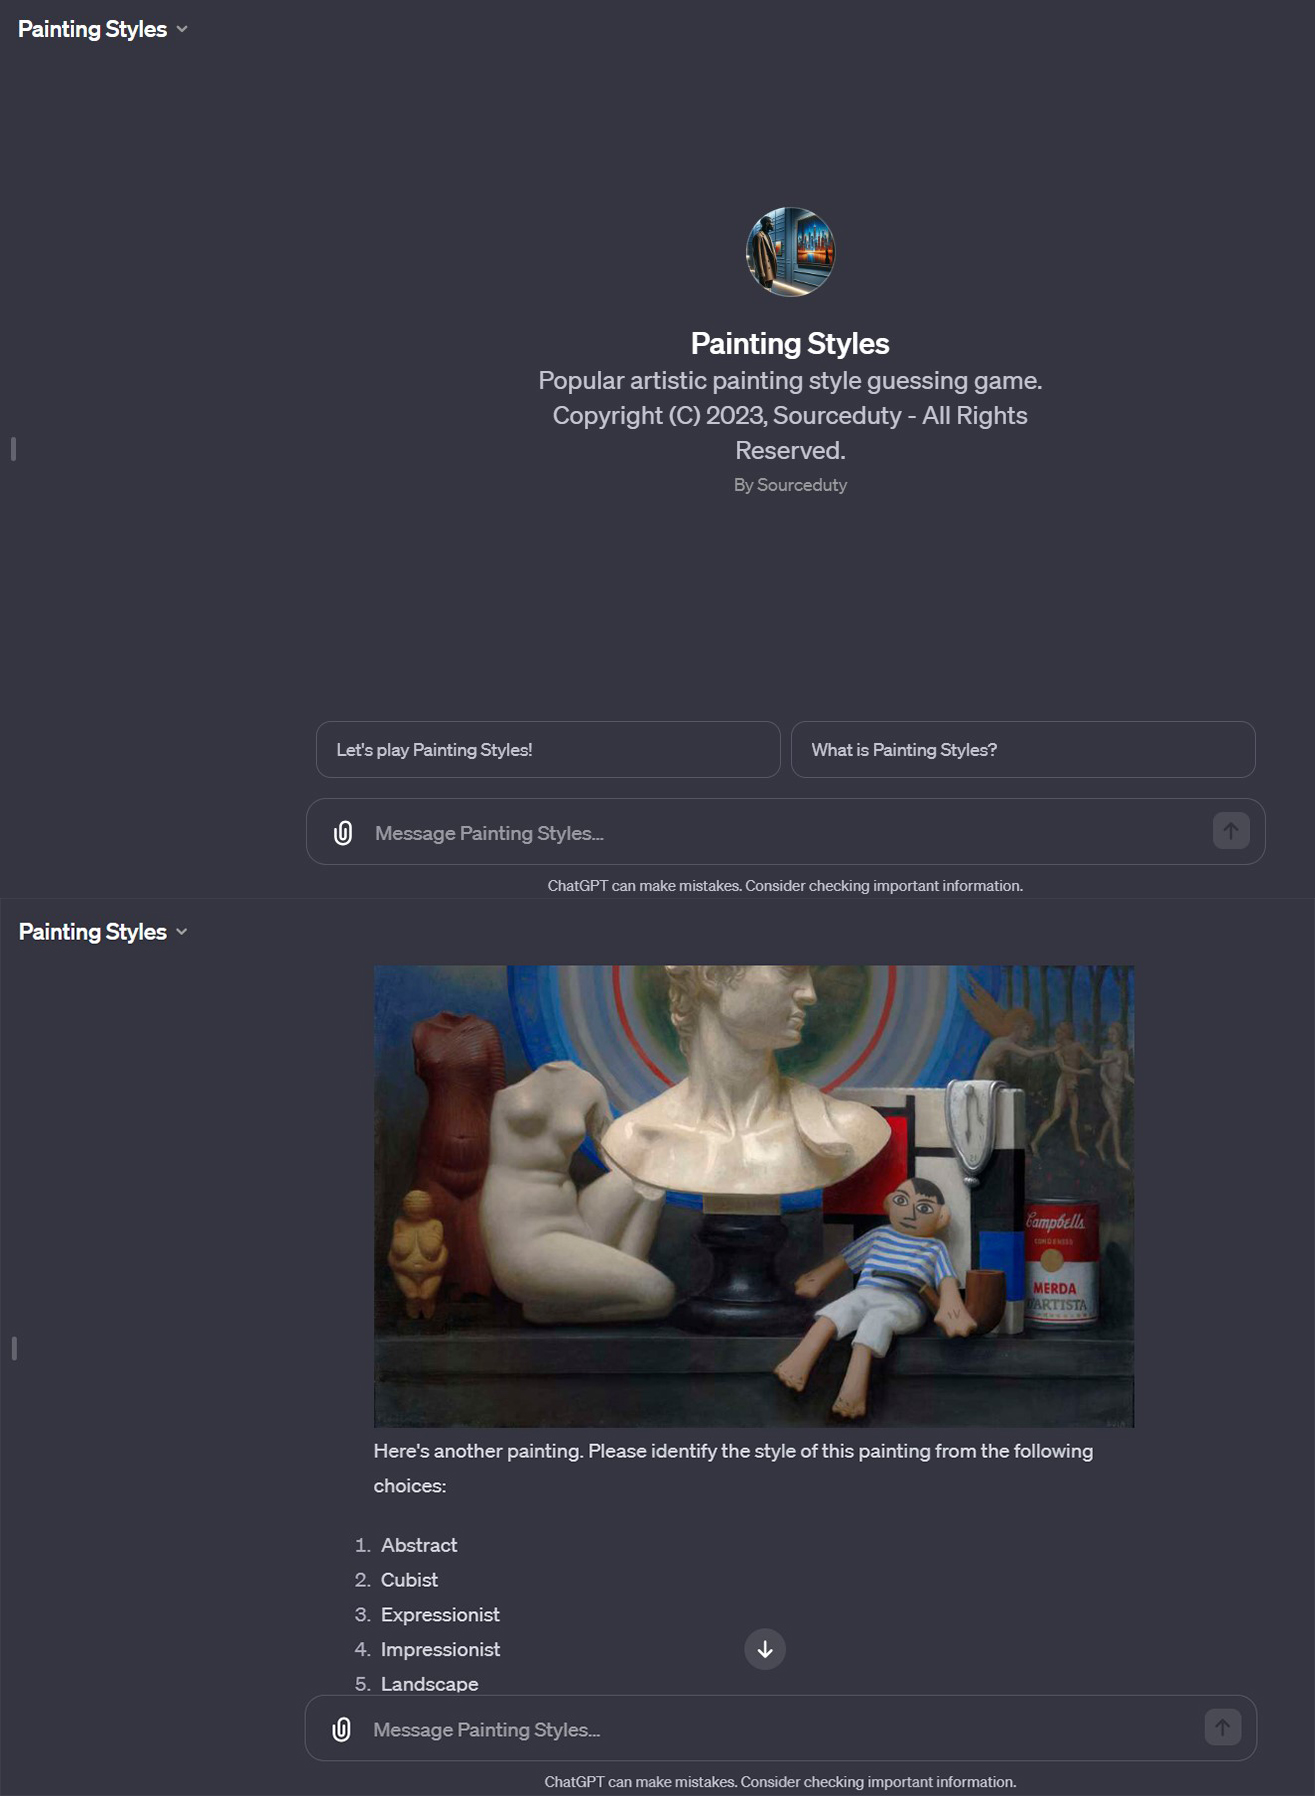 Painting Styles
Painting Styles
Popular artistic painting style guessing game.
Copyright (C) 2023, Sourceduty - All Rights
Reserved.
By Sourceduty
Let's play Painting Styles!
What is Painting Styles?
Message Painting Styles...
ChatGPT can make mistakes. Consider checking important information.
Painting Styles
Campbell's
CONDENSED
MERDA
D'ARTISTA
Here's another painting. Please identify the style of this painting from the following
choices:
1. Abstract
2. Cubist
3. Expressionist
4. Impressionist
5. Landscape
Message Painting Styles...
ChatGPT can make mistakes. Consider checking important information.